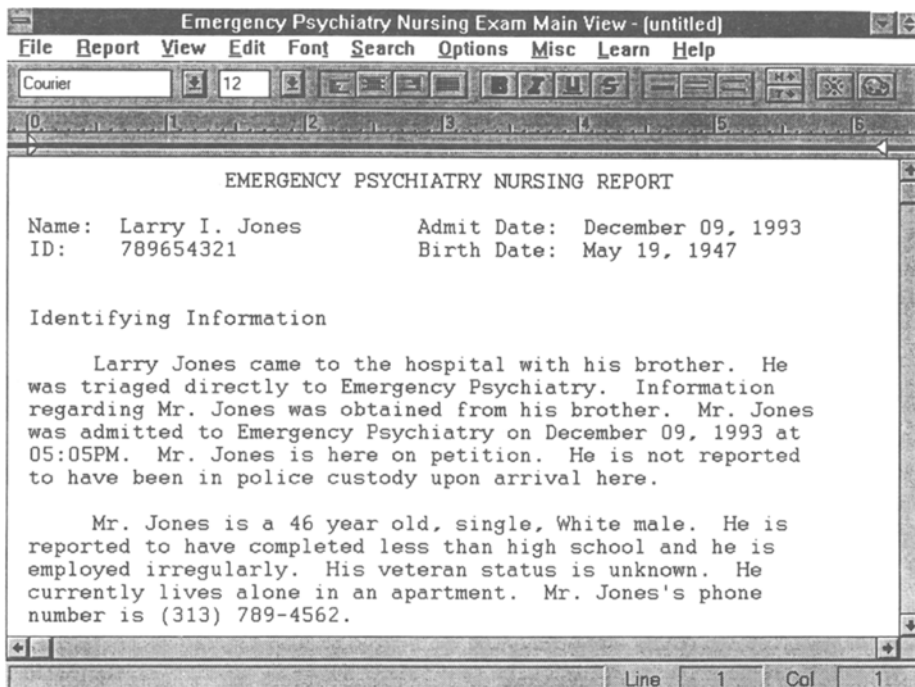 Emergency Psychiatry Nursing Exam Main View - (untitled)
File Report View Edit Font Search Options Misc Learn Help
Courier 12 B I U S
0 1 2 3 4 5 6
EMERGENCY PSYCHIATRY NURSING REPORT
Name: Larry I. Jones Admit Date: December 09, 1993
ID: 789654321 Birth Date: May 19, 1947
Identifying Information
Larry Jones came to the hospital with his brother. He
was triaged directly to Emergency Psychiatry. Information
regarding Mr. Jones was obtained from his brother. Mr. Jones
was admitted to Emergency Psychiatry on December 09, 1993 at
05:05PM. Mr. Jones is here on petition. He is not reported
to have been in police custody upon arrival here.
Mr. Jones is a 46 year old, single, White male. He is
reported to have completed less than high school and he is
employed irregularly. His veteran status is unknown. He
currently lives alone in an apartment. Mr. Jones's phone
number is (313) 789-4562.
Line 1 Col 1